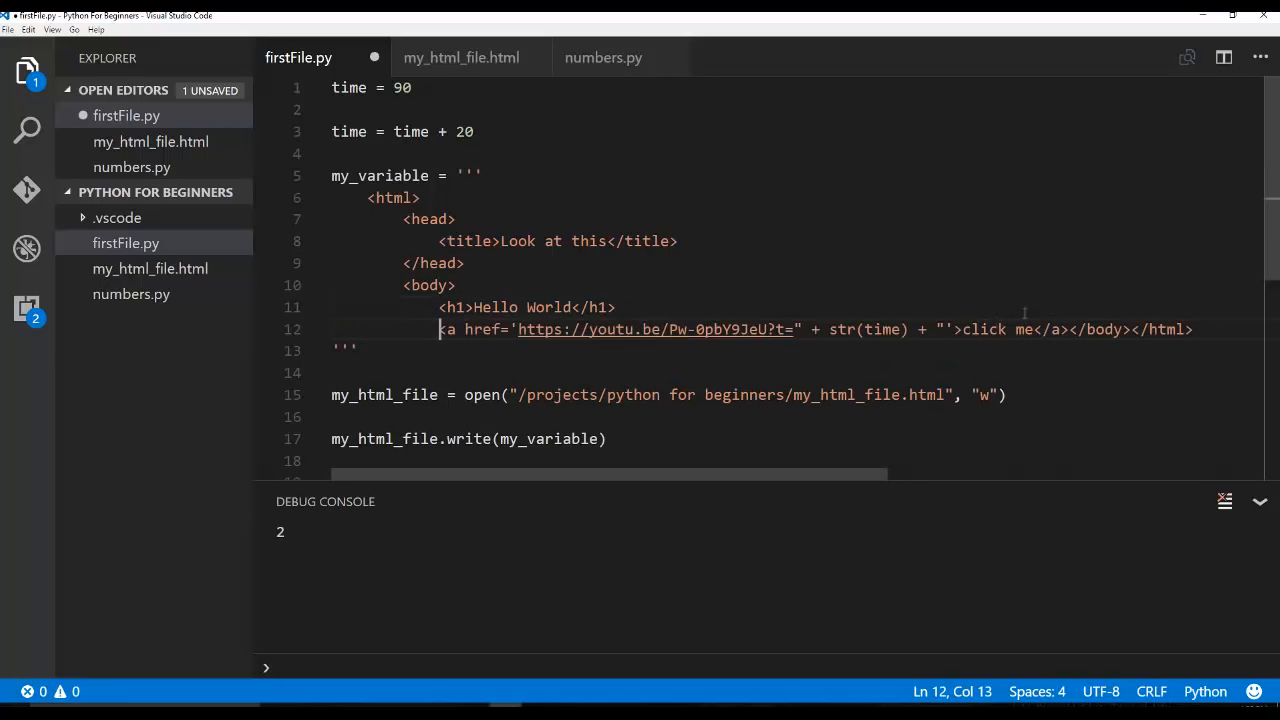 firstFile.py - Python For Beginners - Visual Studio Code
File Edit View Go Help
EXPLORER
firstFile.py
my_html_file.html
numbers.py
OPEN EDITORS
1 UNSAVED
firstFile.py
my_html_file.html
numbers.py
PYTHON FOR BEGINNERS
.vscode
firstFile.py
my_html_file.html
numbers.py
1
2
2
1 time = 90
2
3 time = time + 20
4
5 my_variable = '''
6 <html>
7 <head>
8 <title>Look at this</title>
9 </head>
10 <body>
11 <h1>Hello World</h1>
12 <a href='https://youtu.be/Pw-0pbY9JeU?t=" + str(time) + "'>click me</a></body></html>
13 '''
14
15 my_html_file = open("/projects/python for beginners/my_html_file.html", "w")
16
17 my_html_file.write(my_variable)
18
DEBUG CONSOLE
2
0 0
Ln 12, Col 13
Spaces: 4
UTF-8
CRLF
Python